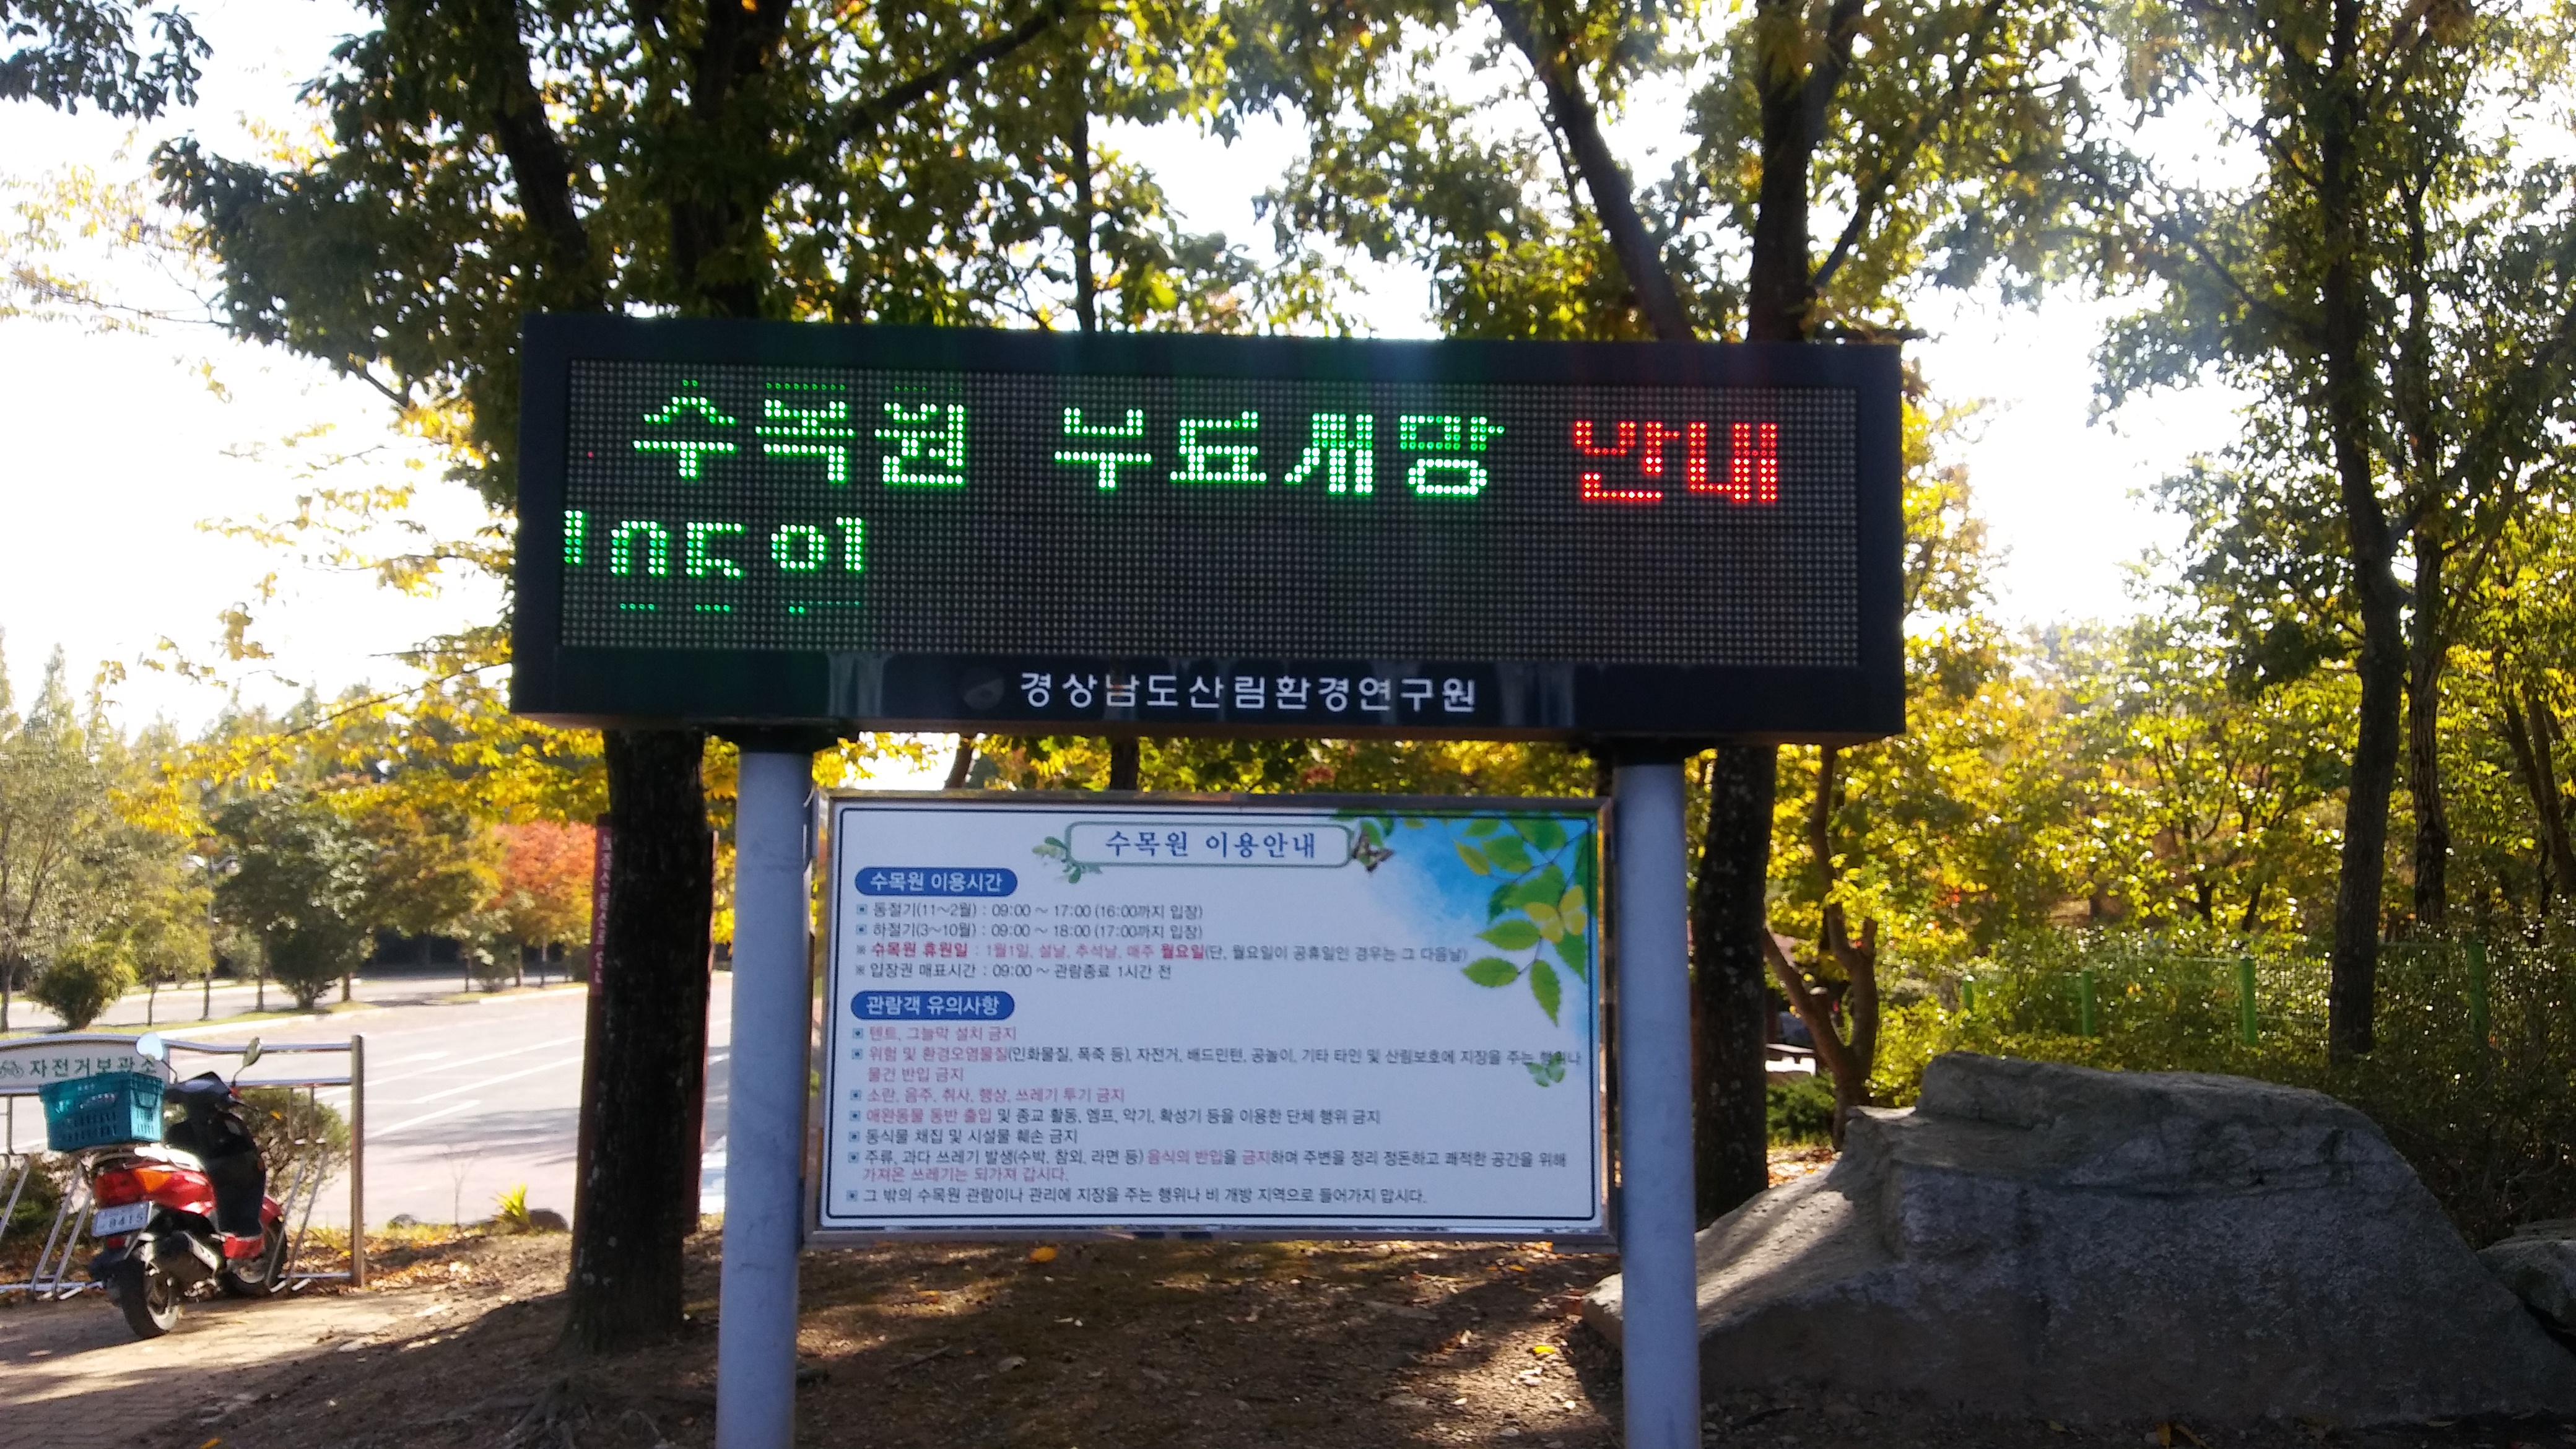 수목원 무료개방 안내
경상남도산림환경연구원
수목원 이용안내
수목원 이용시간
동절기(11~2월) : 09:00 ~ 17:00 (16:00까지 입장)
하절기(3~10월) : 09:00 ~ 18:00 (17:00까지 입장)
※ 수목원 휴원일 : 1월1일, 설날, 추석날, 매주 월요일(단, 월요일이 공휴일인 경우는 그 다음날)
※ 입장권 매표시간 : 09:00 ~ 관람종료 1시간 전
관람객 유의사항
텐트, 그늘막 설치 금지
위험 및 환경오염물질(인화물질, 폭죽 등), 자전거, 배드민턴, 공놀이, 기타 타인 및 산림보호에 지장을 주는 행위나
물건 반입 금지
소란, 음주, 취사, 행상, 쓰레기 투기 금지
애완동물 동반 출입 및 종교 활동, 엠프, 악기, 확성기 등을 이용한 단체 행위 금지
동식물 채집 및 시설물 훼손 금지
주류, 과다 쓰레기 발생(수박, 참외, 라면 등) 음식의 반입을 금지하며 주변을 정리 정돈하고 쾌적한 공간을 위해
가져온 쓰레기는 되가져 갑시다.
그 밖의 수목원 관람이나 관리에 지장을 주는 행위나 비 개방 지역으로 들어가지 맙시다.
자전거보관소
8415